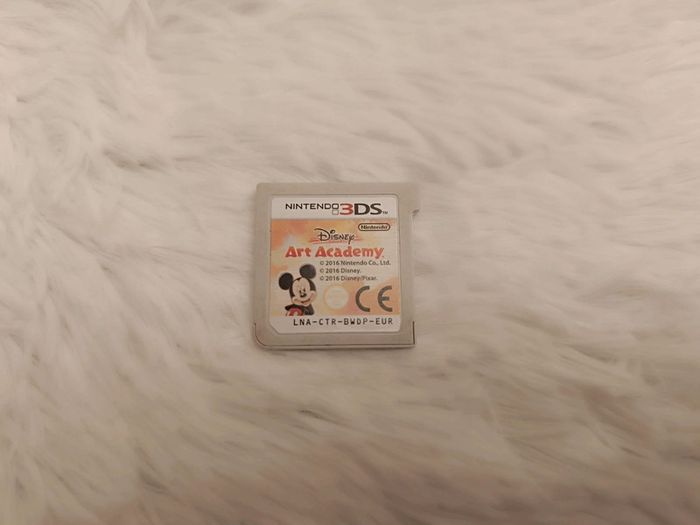 NINTENDO 3DS™
Nintendo
Disney
Art Academy
© 2016 Nintendo Co., Ltd.
© 2016 Disney.
© 2016 Disney/Pixar.
CE
LNA-CTR-BWDP-EUR